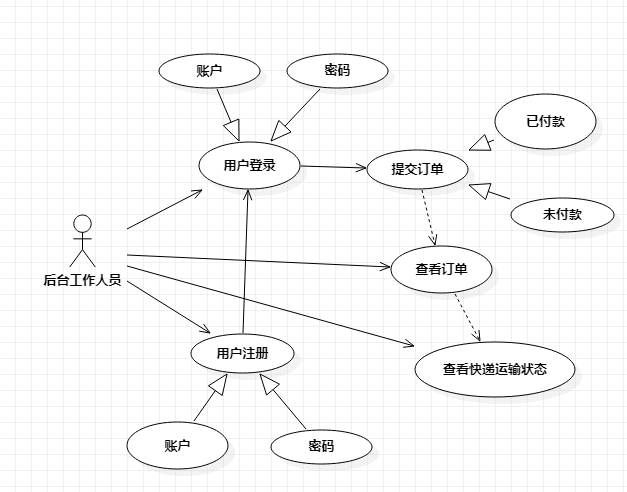 账户
密码
已付款
用户登录
提交订单
未付款
后台工作人员
查看订单
用户注册
查看快递运输状态
账户
密码